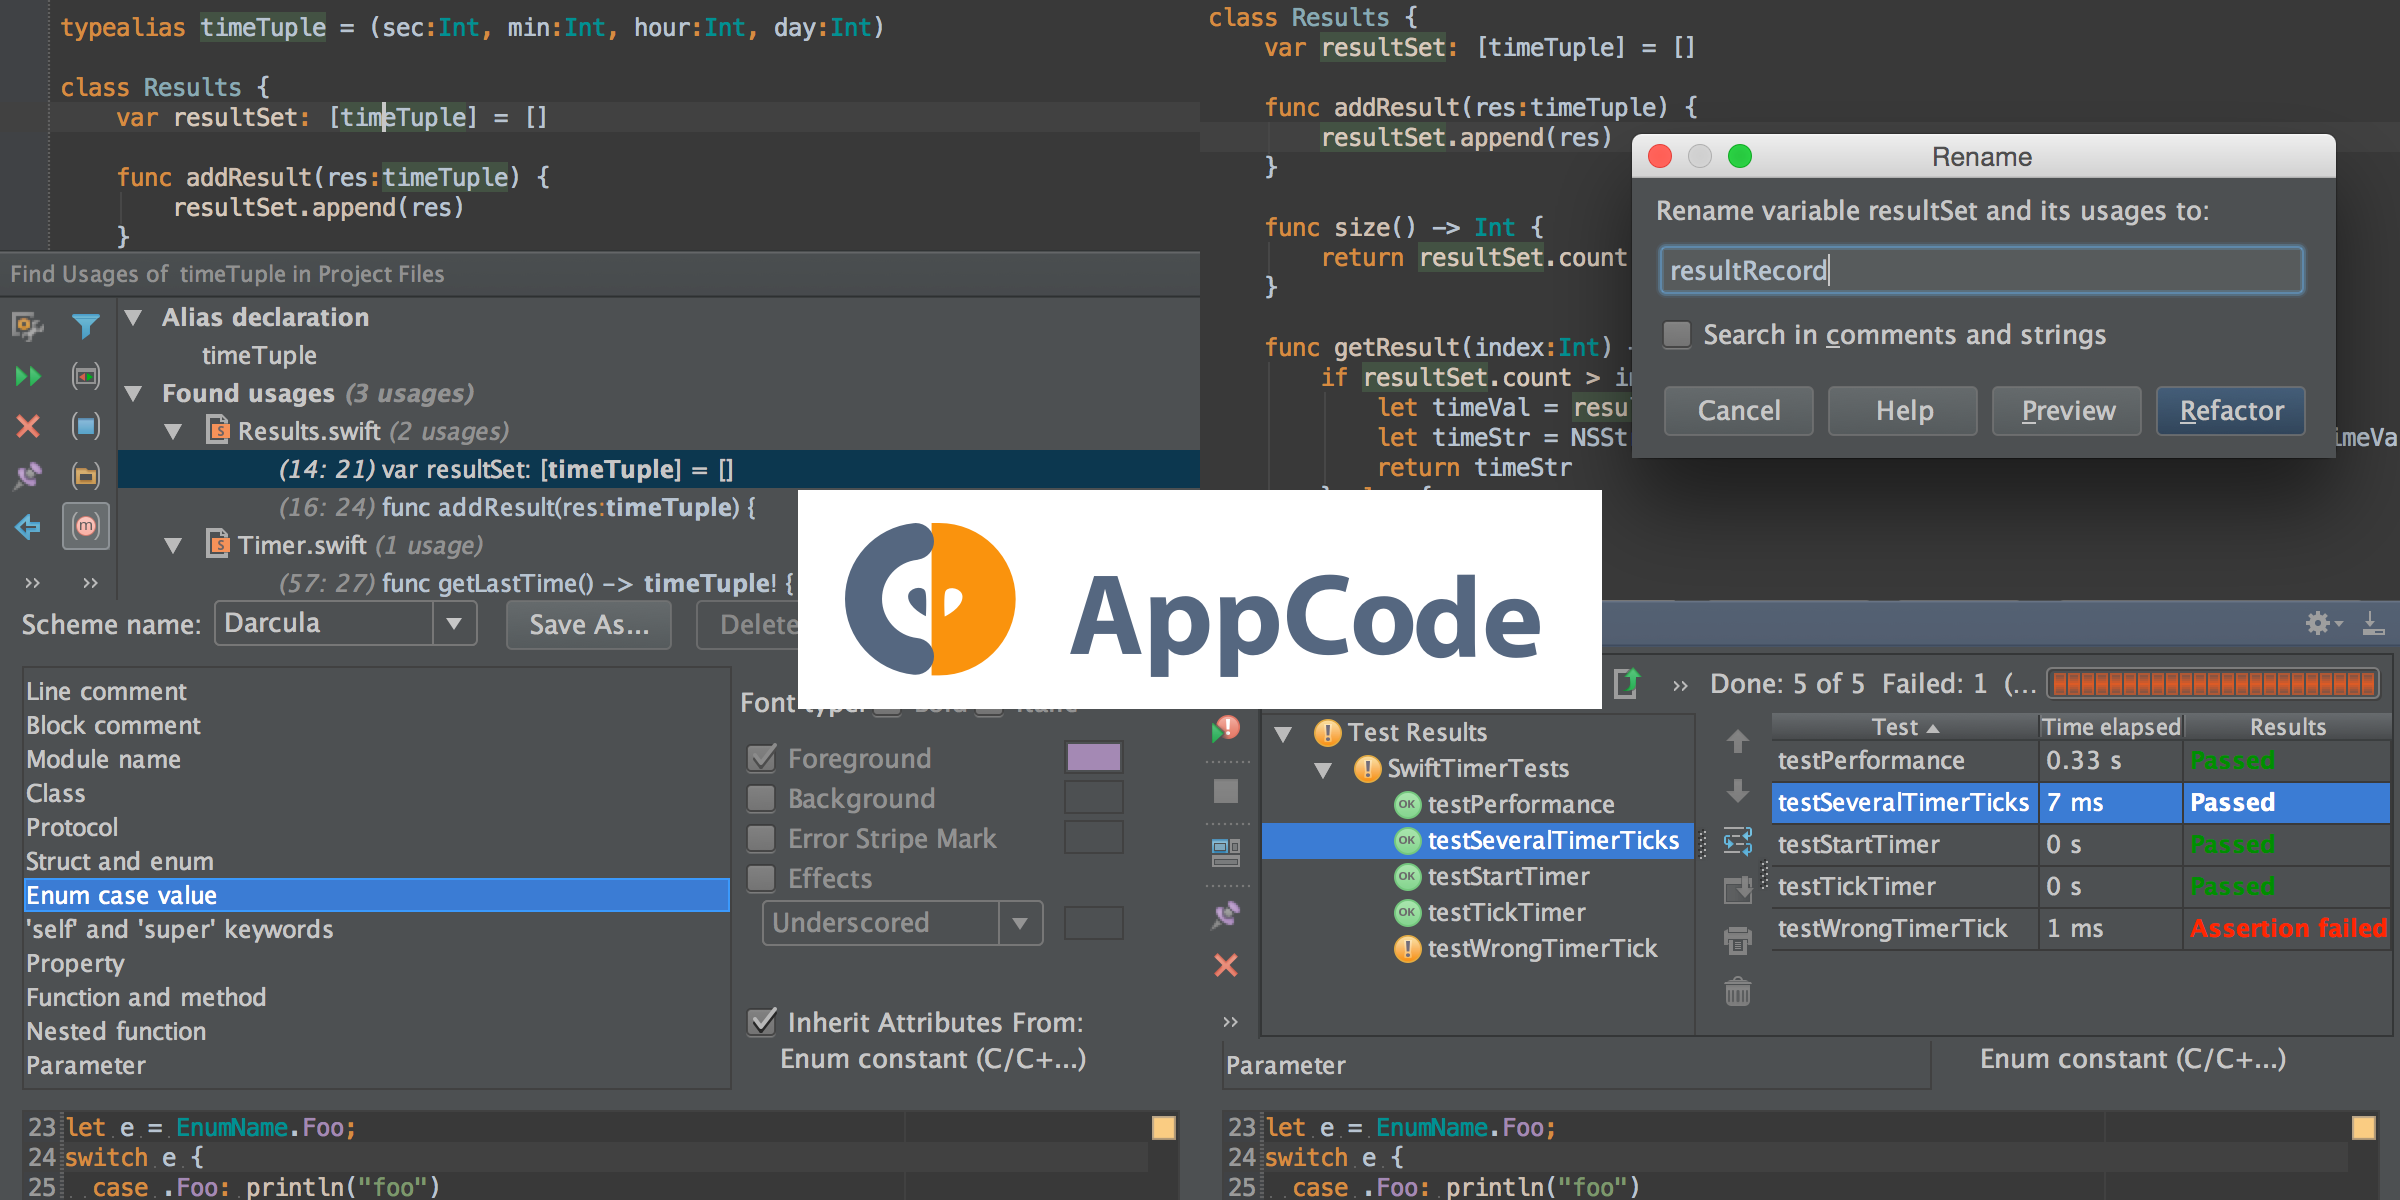 typealias timeTuple = (sec:Int, min:Int, hour:Int, day:Int)
class Results {
var resultSet: [timeTuple] = []
func addResult(res:timeTuple) {
resultSet.append(res)
}
Find Usages of timeTuple in Project Files
Alias declaration
timeTuple
Found usages (3 usages)
Results.swift (2 usages)
(14: 21) var resultSet: [timeTuple] = []
(16: 24) func addResult(res:timeTuple) {
Timer.swift (1 usage)
(57: 27) func getLastTime() -> timeTuple! {
class Results {
var resultSet: [timeTuple] = []
func addResult(res:timeTuple) {
resultSet.append(res)
}
func size() -> Int {
return resultSet.count
}
func getResult(index:Int)
if resultSet.count > in
let timeVal = resu
let timeStr = NSSt
imeVa
return timeStr
Rename
Rename variable resultSet and its usages to:
resultRecord
Search in comments and strings
Cancel Help Preview Refactor
AppCode
Scheme name: Darcula Save As... Delete
Line comment
Block comment
Module name
Class
Protocol
Struct and enum
Enum case value
'self' and 'super' keywords
Property
Function and method
Nested function
Parameter
Font type: Bold Italic
Foreground
Background
Error Stripe Mark
Effects
Underscored
Inherit Attributes From:
Enum constant (C/C+...)
23 let e = EnumName.Foo;
24 switch e {
25 case .Foo: println("foo")
Done: 5 of 5 Failed: 1 (...
Test Results
SwiftTimerTests
OK testPerformance
OK testSeveralTimerTicks
OK testStartTimer
OK testTickTimer
testWrongTimerTick
Test Time elapsed Results
testPerformance 0.33 s Passed
testSeveralTimerTicks 7 ms Passed
testStartTimer 0 s Passed
testTickTimer 0 s Passed
testWrongTimerTick 1 ms Assertion failed
Parameter
Enum constant (C/C+...)
23 let e = EnumName.Foo;
24 switch e {
25 case .Foo: println("foo")